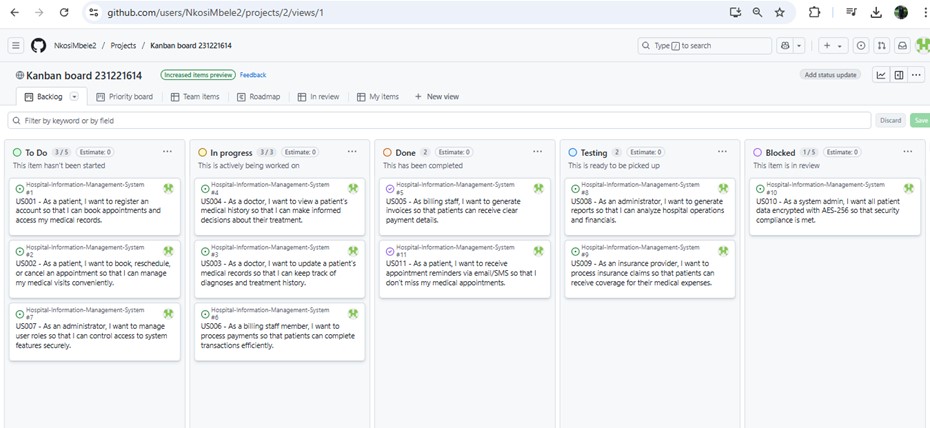 github.com/users/NkosiMbele2/projects/2/views/1
NkosiMbele2 / Projects / Kanban board 231221614
Type / to search
Kanban board 231221614
Increased items preview
Feedback
Add status update
Backlog
Priority board
Team items
Roadmap
In review
My items
+ New view
Filter by keyword or by field
Discard
Save
To Do 3 / 5 Estimate: 0
This item hasn't been started
Hospital-Information-Management-System
#1
US001 - As a patient, I want to register an
account so that I can book appointments and
access my medical records.
Hospital-Information-Management-System
#2
US002 - As a patient, I want to book, reschedule,
or cancel an appointment so that I can manage
my medical visits conveniently.
Hospital-Information-Management-System
#7
US007 - As an administrator, I want to manage
user roles so that I can control access to system
features securely.
In progress 3 / 3 Estimate: 0
This is actively being worked on
Hospital-Information-Management-System
#4
US004 - As a doctor, I want to view a patient's
medical history so that I can make informed
decisions about their treatment.
Hospital-Information-Management-System
#3
US003 - As a doctor, I want to update a patient's
medical records so that I can keep track of
diagnoses and treatment history.
Hospital-Information-Management-System
#6
US006 - As a billing staff member, I want to
process payments so that patients can complete
transactions efficiently.
Done 2 Estimate: 0
This has been completed
Hospital-Information-Management-System
#5
US005 - As billing staff, I want to generate
invoices so that patients can receive clear
payment details.
Hospital-Information-Management-System
#11
US011 - As a patient, I want to receive
appointment reminders via email/SMS so that I
don't miss my medical appointments.
Testing 2 Estimate: 0
This is ready to be picked up
Hospital-Information-Management-System
#8
US008 - As an administrator, I want to generate
reports so that I can analyze hospital operations
and financials.
Hospital-Information-Management-System
#9
US009 - As an insurance provider, I want to
process insurance claims so that patients can
receive coverage for their medical expenses.
Blocked 1 / 5 Estimate: 0
This item is in review
Hospital-Information-Management-System
#10
US010 - As a system admin, I want all patient
data encrypted with AES-256 so that security
compliance is met.